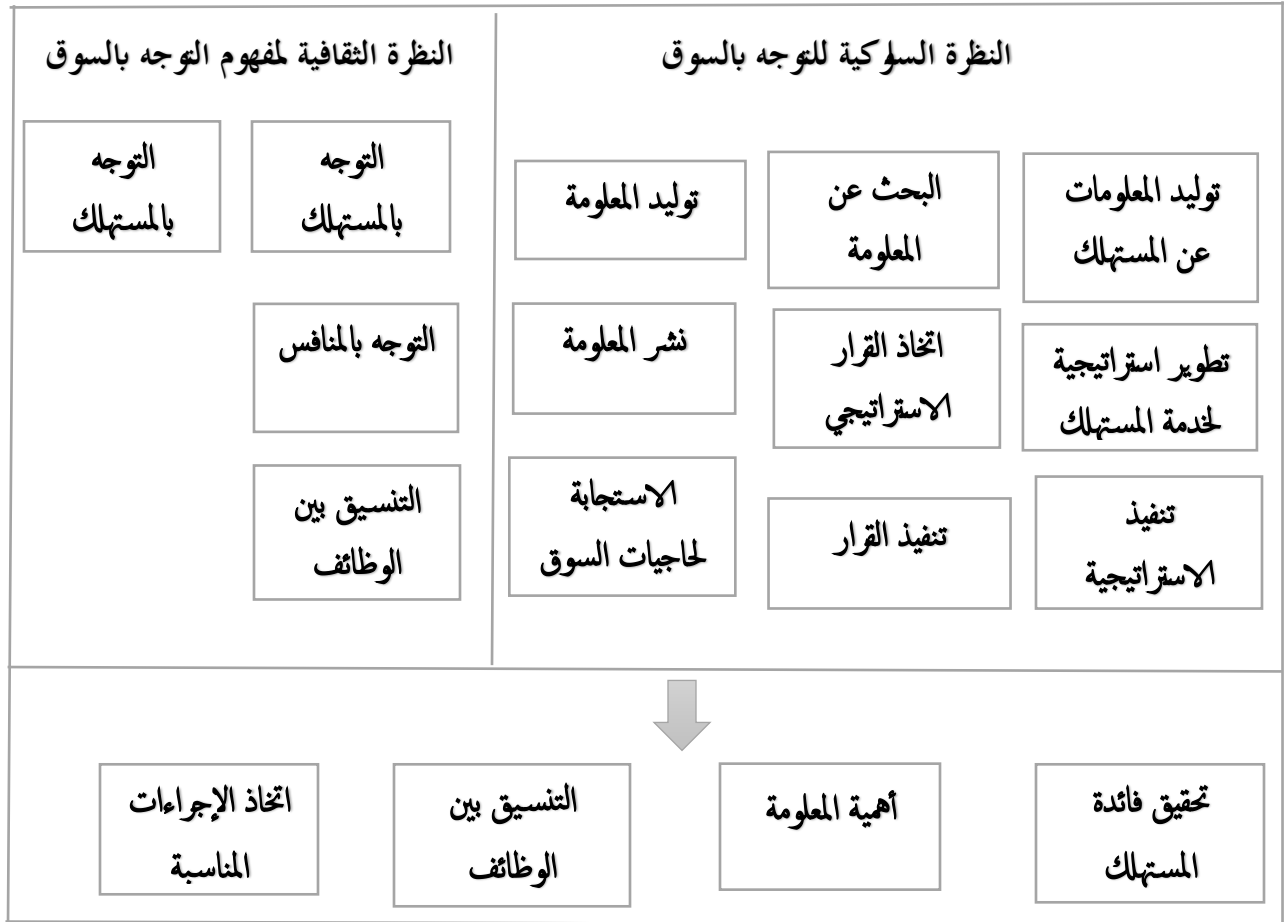 النظرة السلوكية للتوجه بالسوق
النظرة الثقافية لمفهوم التوجه بالسوق
توليد المعلومات
عن المستهلك
البحث عن
المعلومة
توليد المعلومة
التوجه
بالمستهلك
التوجه
بالمستهلك
تطوير استراتيجية
لخدمة المستهلك
اتخاذ القرار
الاستراتيجي
نشر المعلومة
التوجه بالمنافس
تنفيذ
الاستراتيجية
تنفيذ القرار
الاستجابة
لحاجيات السوق
التنسيق بين
الوظائف
تحقيق فائدة
المستهلك
أهمية المعلومة
التنسيق بين
الوظائف
اتخاذ الإجراءات
المناسبة